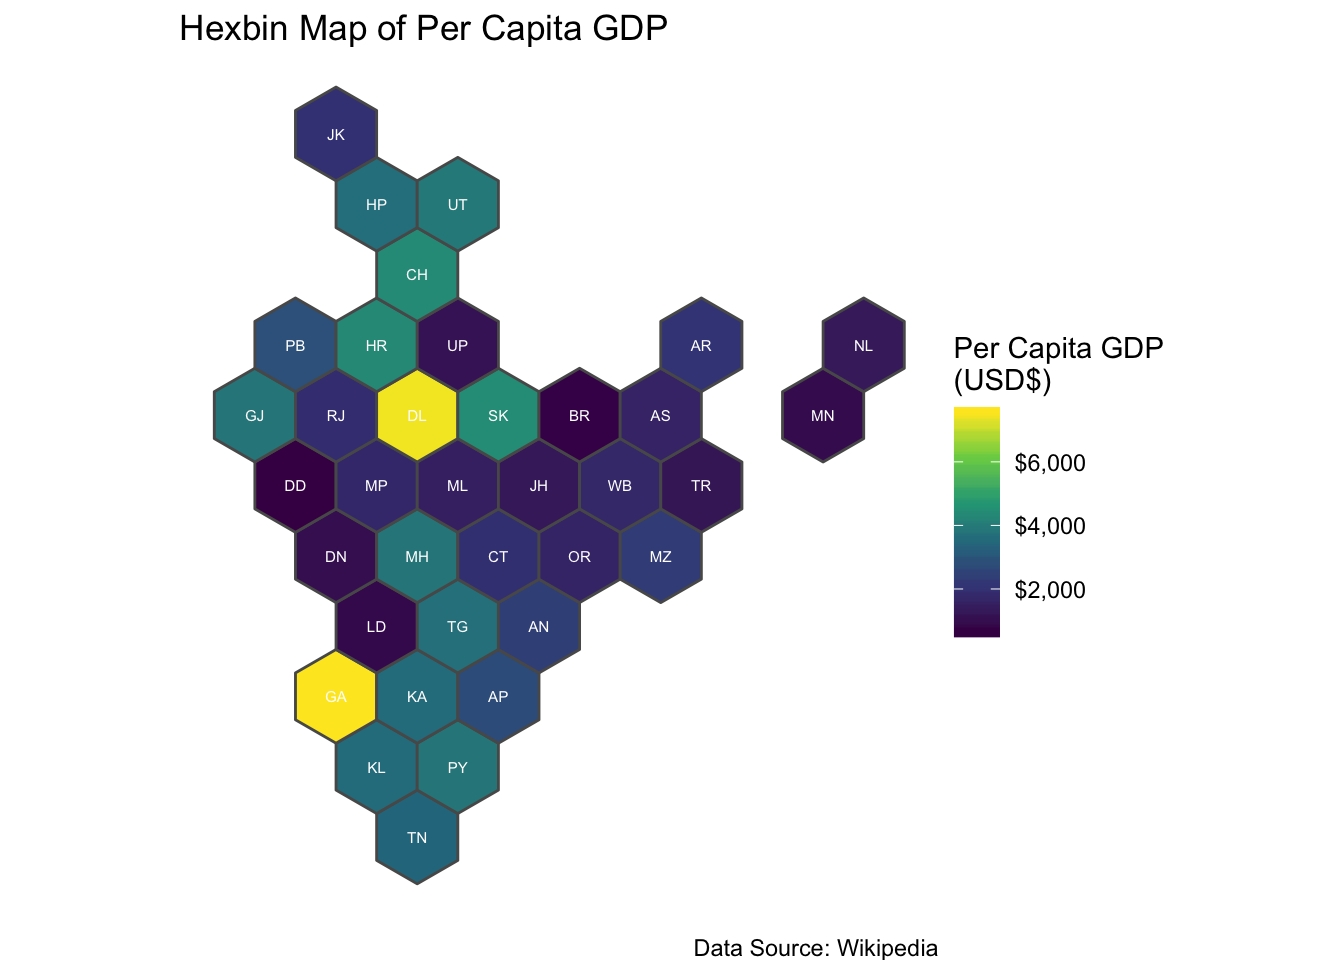 Hexbin Map of Per Capita GDP
JK
HP UT
CH
PB HR UP AR NL
GJ RJ DL SK BR AS MN
DD MP ML JH WB TR
DN MH CT OR MZ
LD TG AN
GA KA AP
KL PY
TN
Per Capita GDP
(USD$)
$6,000
$4,000
$2,000
Data Source: Wikipedia